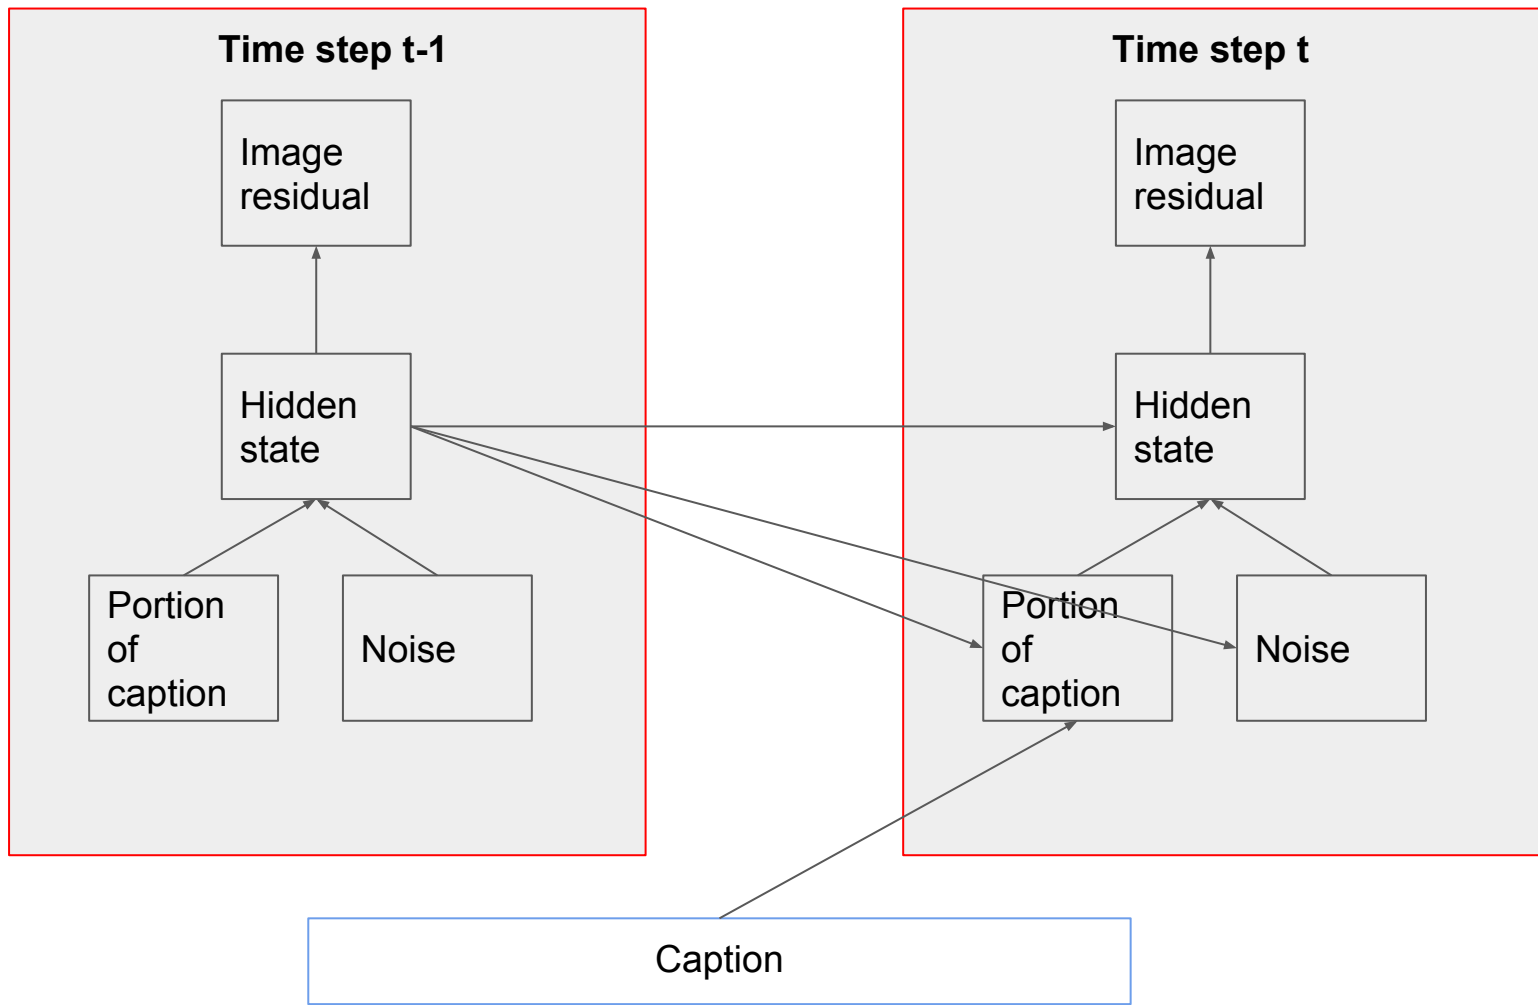 Time step t-1
Image
residual
Hidden
state
Portion
of
caption
Noise
Time step t
Image
residual
Hidden
state
Portion
of
caption
Noise
Caption